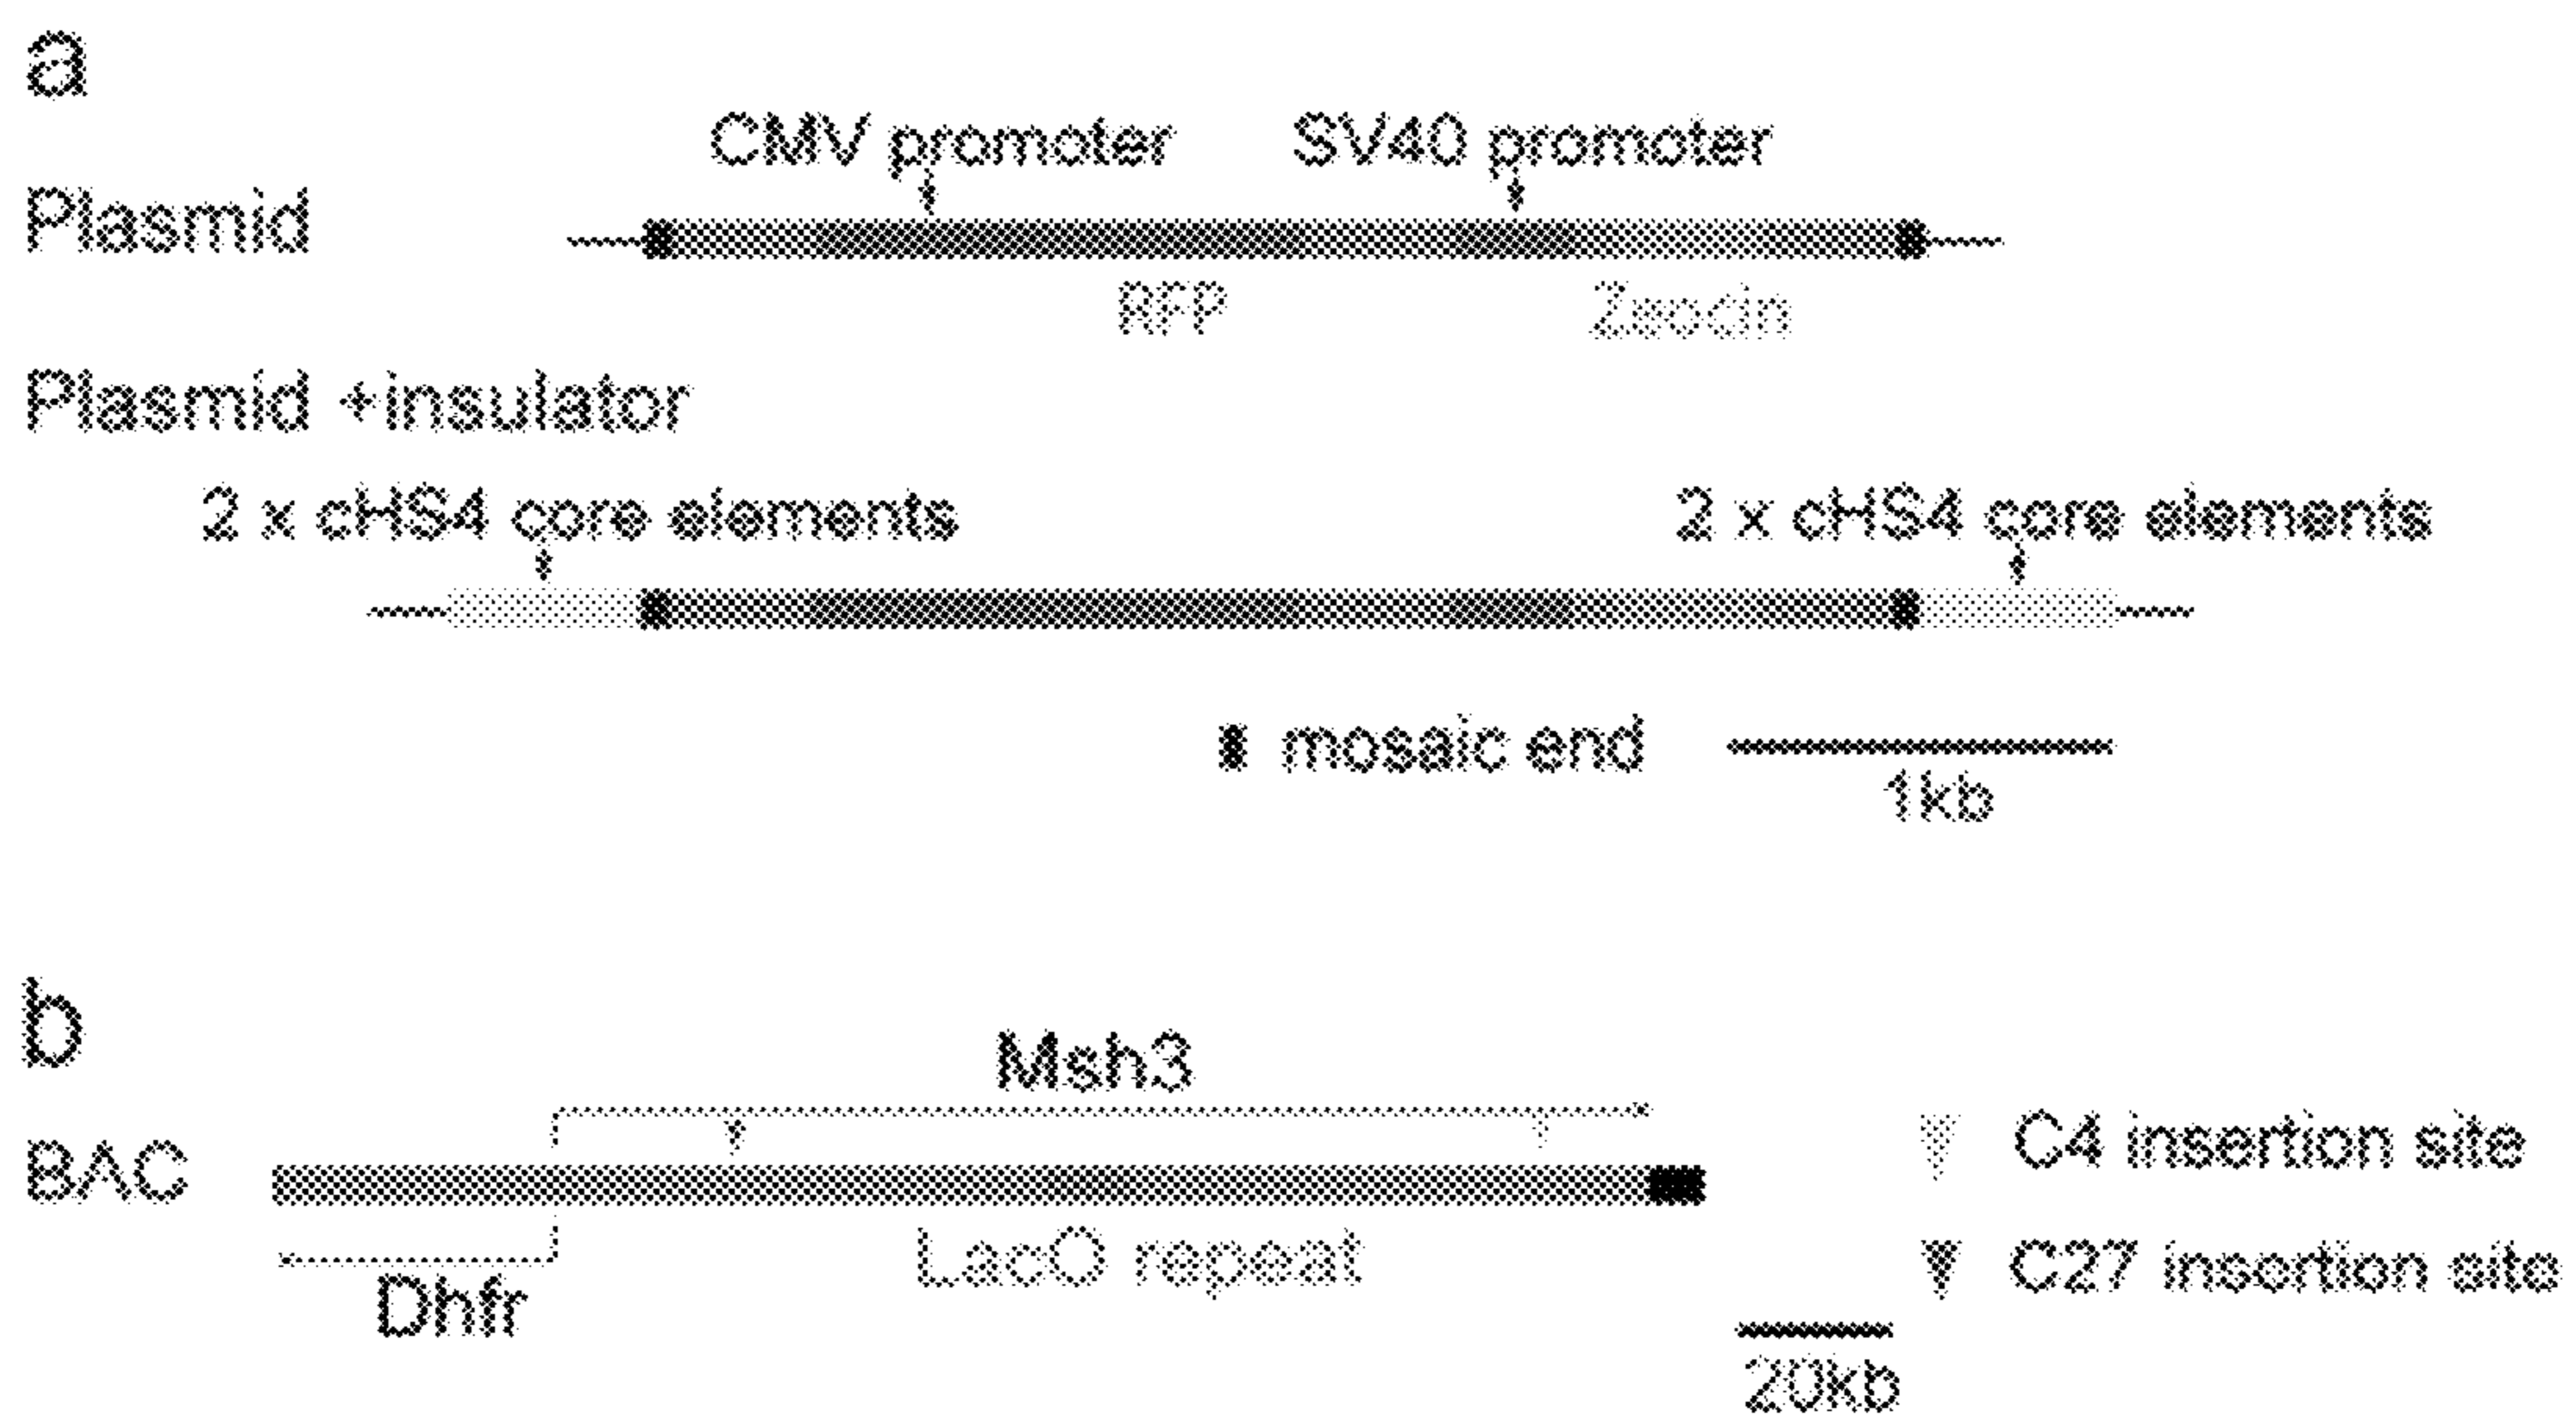 a
CMV promoter SV40 promoter
Plasmid
RFP Zeocin
Plasmid +insulator
2 x cHS4 core elements 2 x cHS4 core elements
mosaic end
1kb
b
Msh3
BAC
C4 insertion site
LacO repeat
C27 insertion site
Dhfr
20kb